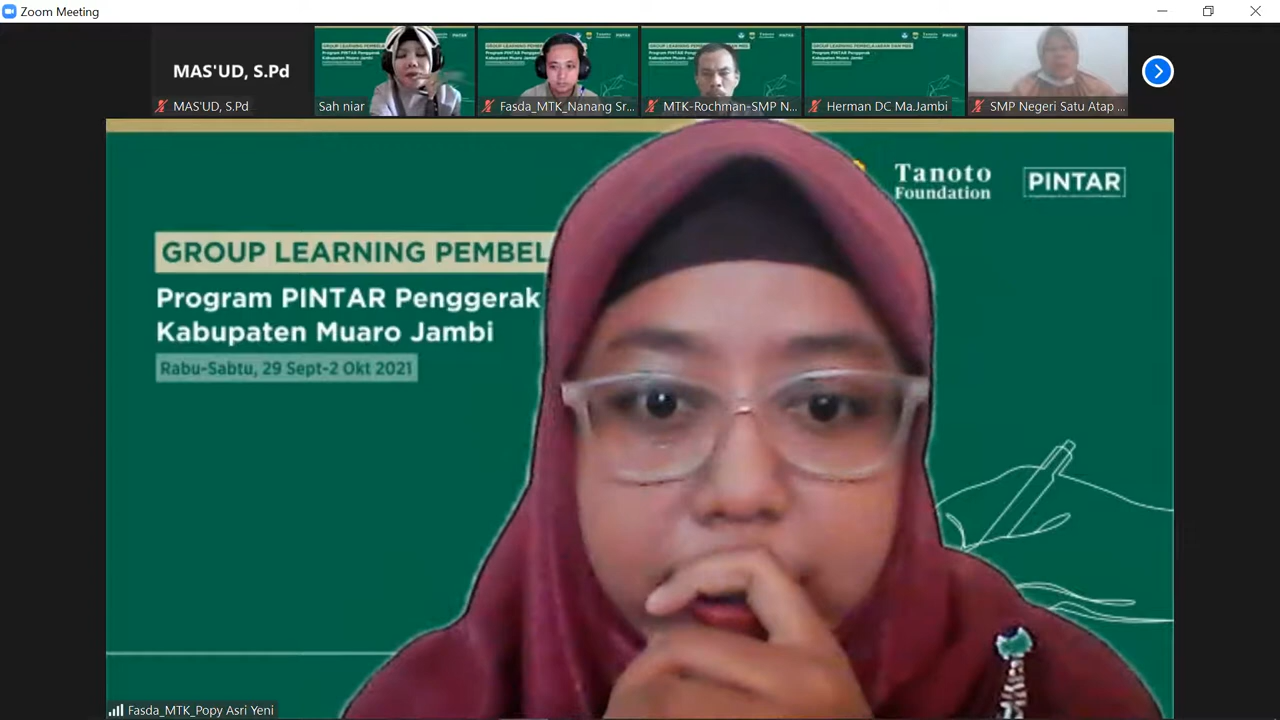 Zoom Meeting
MAS'UD, S.Pd
MAS'UD, S.Pd
Sah niar
Fasda_MTK_Nanang Sr...
MTK-Rochman-SMP N...
Herman DC Ma.Jambi
SMP Negeri Satu Atap ...
Tanoto
Foundation
PINTAR
GROUP LEARNING PEMBEL
Program PINTAR Penggerak
Kabupaten Muaro Jambi
Rabu-Sabtu, 29 Sept-2 Okt 2021
Fasda_MTK_Popy Asri Yeni